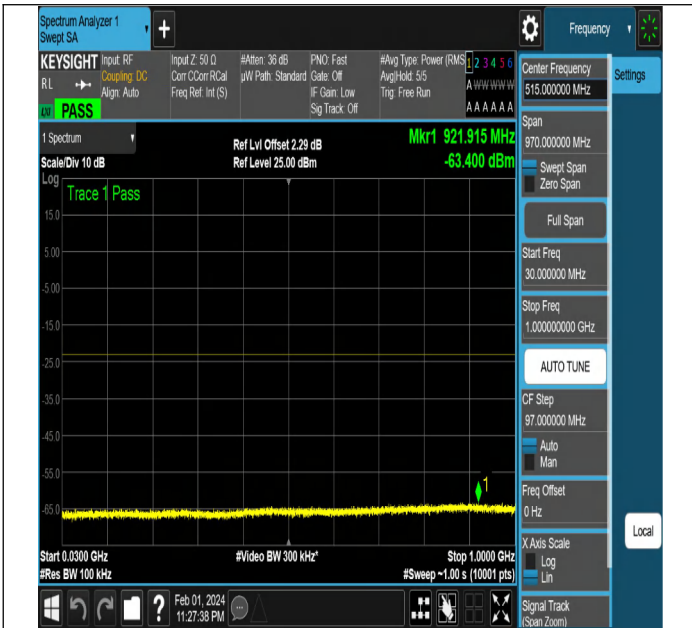 Spectrum Analyzer 1
Swept SA
Frequency
KEYSIGHT
RL
LXI
PASS
Input: RF
Coupling: DC
Align: Auto
Input Z: 50 Ω
Corr CCorr RCal
Freq Ref: Int (S)
#Atten: 36 dB
µW Path: Standard
PNO: Fast
Gate: Off
IF Gain: Low
Sig Track: Off
#Avg Type: Power (RMS
Avg|Hold: 5/5
Trig: Free Run
1 2 3 4 5 6
A W W W W W
A A A A A A
Center Frequency
515.000000 MHz
Settings
1 Spectrum
Scale/Div 10 dB
Log
Ref Lvl Offset 2.29 dB
Ref Level 25.00 dBm
Mkr1 921.915 MHz
-63.400 dBm
Trace 1 Pass
15.0
5.00
-5.00
-15.0
-25.0
-35.0
-45.0
-55.0
-65.0
1
Start 0.0300 GHz
#Res BW 100 kHz
#Video BW 300 kHz*
Stop 1.0000 GHz
#Sweep ~1.00 s (10001 pts)
Span
970.000000 MHz
Swept Span
Zero Span
Full Span
Start Freq
30.000000 MHz
Stop Freq
1.000000000 GHz
AUTO TUNE
CF Step
97.000000 MHz
Auto
Man
Freq Offset
0 Hz
X Axis Scale
Log
Lin
Signal Track
(Span Zoom)
Local
?
Feb 01, 2024
11:27:38 PM